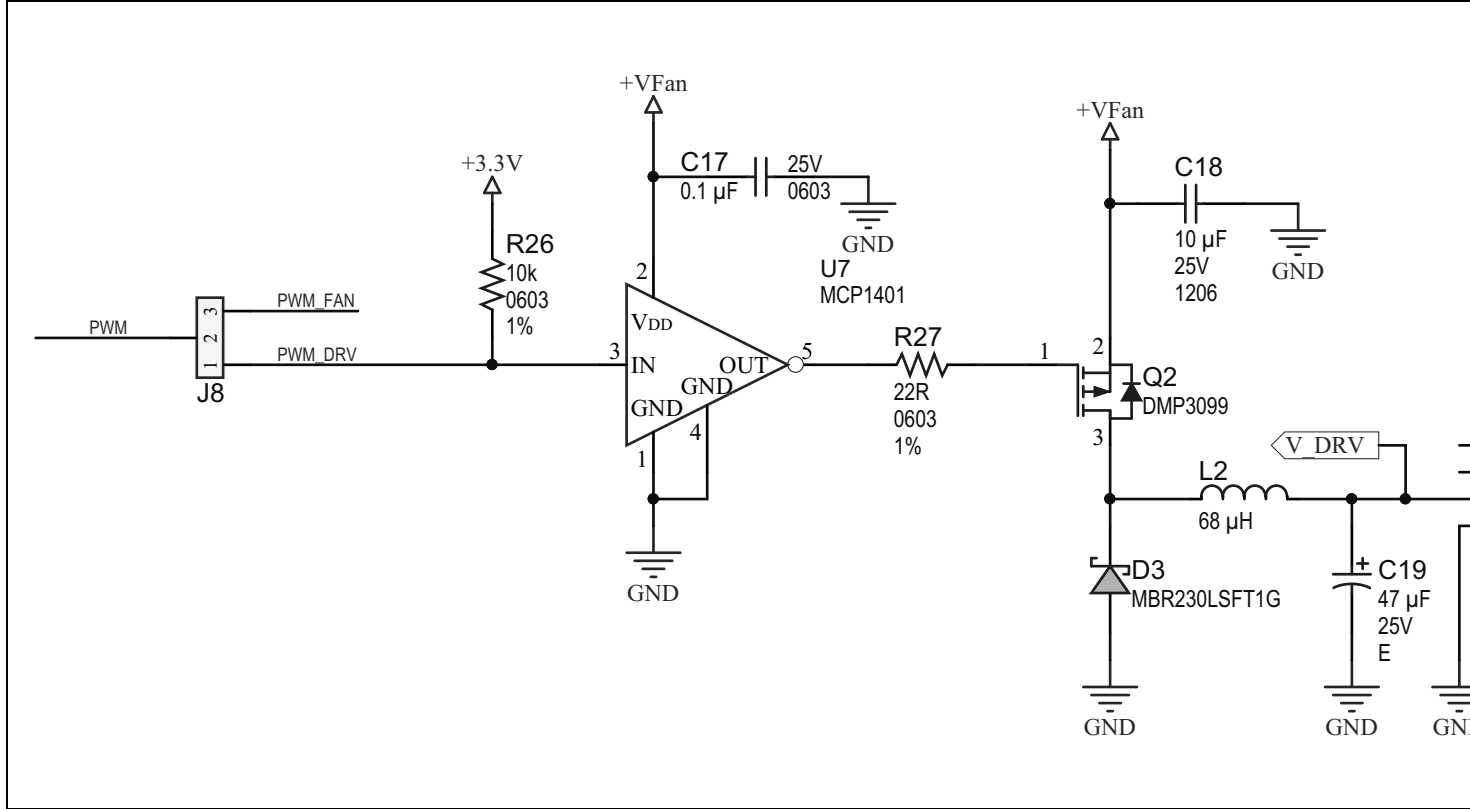 +VFan
+VFan
+3.3V
C17
0.1 µF
25V
0603
GND
C18
10 µF
25V
1206
GND
R26
10k
0603
1%
U7
MCP1401
2
VDD
3
IN
OUT
5
GND
GND
4
1
GND
PWM
3
2
1
J8
PWM_FAN
PWM_DRV
R27
22R
0603
1%
1
2
3
Q2
DMP3099
V_DRV
L2
68 µH
D3
MBR230LSFT1G
GND
+
C19
47 µF
25V
E
GND